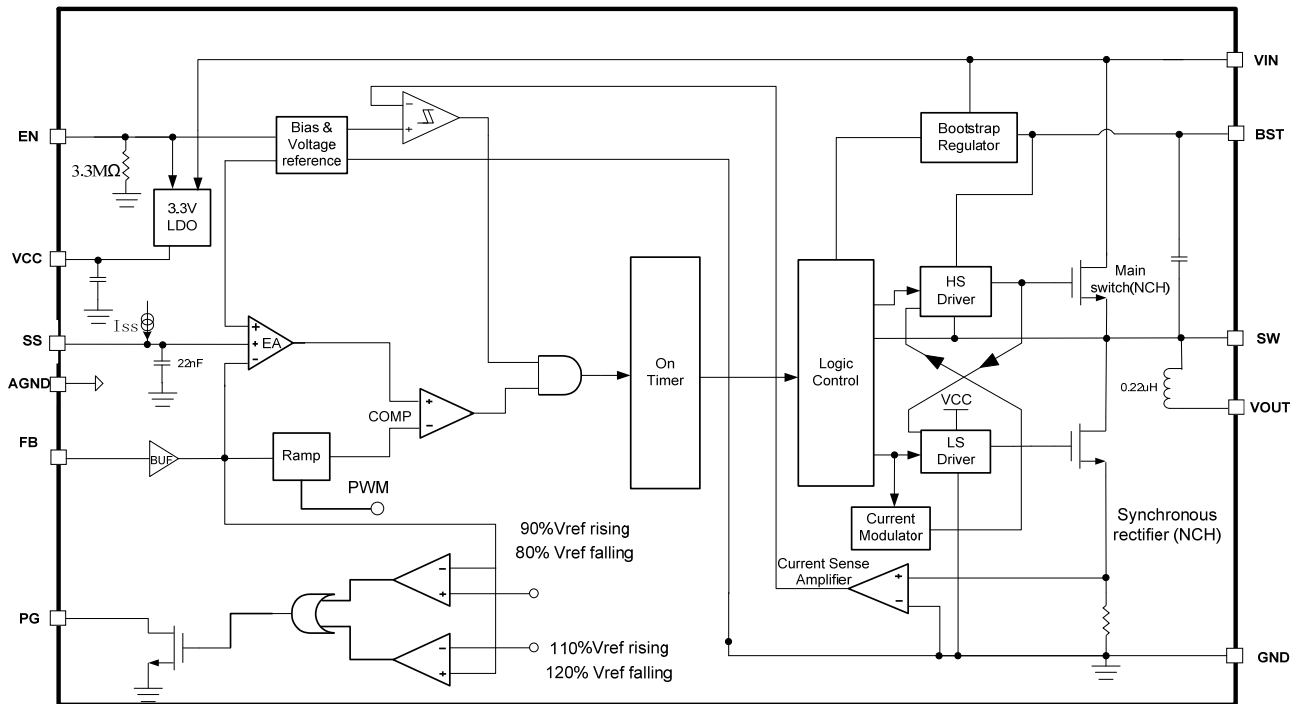 VIN
EN
Bias &
Voltage
reference
Bootstrap
Regulator
BST
3.3MΩ
3.3V
LDO
VCC
HS
Driver
Main
switch(NCH)
Iss
SS
EA
22nF
On
Timer
Logic
Control
SW
AGND
COMP
VCC
0.22uH
VOUT
FB
BUF
Ramp
LS
Driver
PWM
Current
Modulator
Synchronous
rectifier (NCH)
90%Vref rising
80% Vref falling
Current Sense
Amplifier
PG
110%Vref rising
120% Vref falling
GND